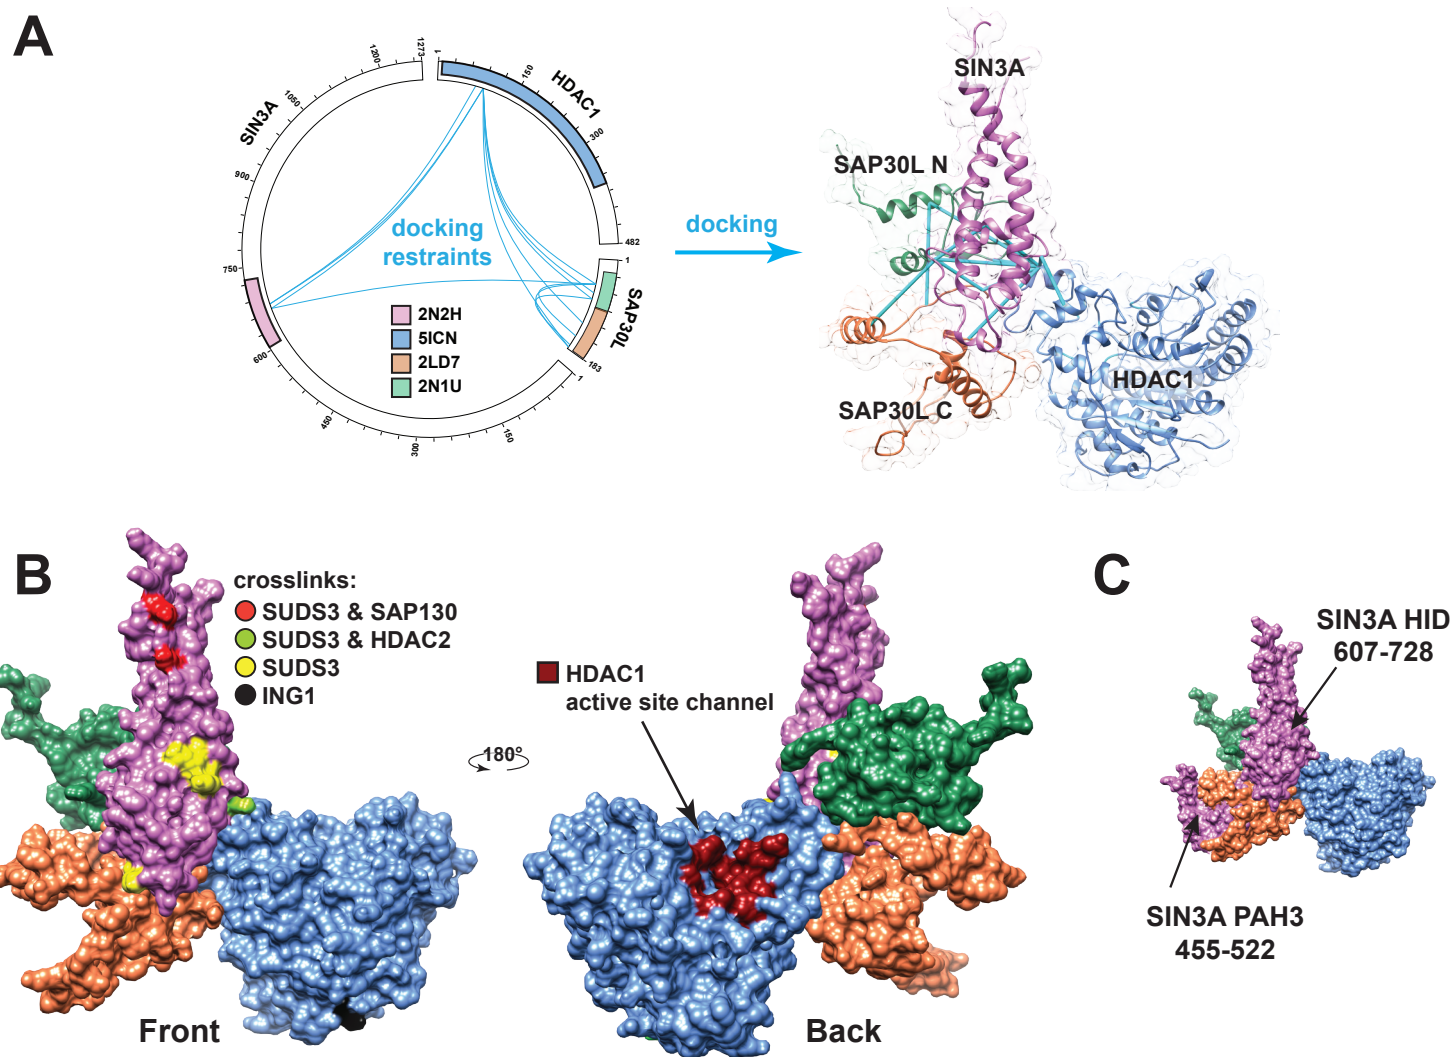 A
1200
1273
1
150
HDAC1
300
482
1
SAP30L
183
1
150
300
450
600
750
900
SIN3A
1050
docking
restraints
2N2H
5ICN
2LD7
2N1U
docking
SIN3A
SAP30L N
HDAC1
SAP30L C
B
crosslinks:
SUDS3 & SAP130
SUDS3 & HDAC2
SUDS3
ING1
180°
HDAC1
active site channel
Front
Back
C
SIN3A HID
607-728
SIN3A PAH3
455-522